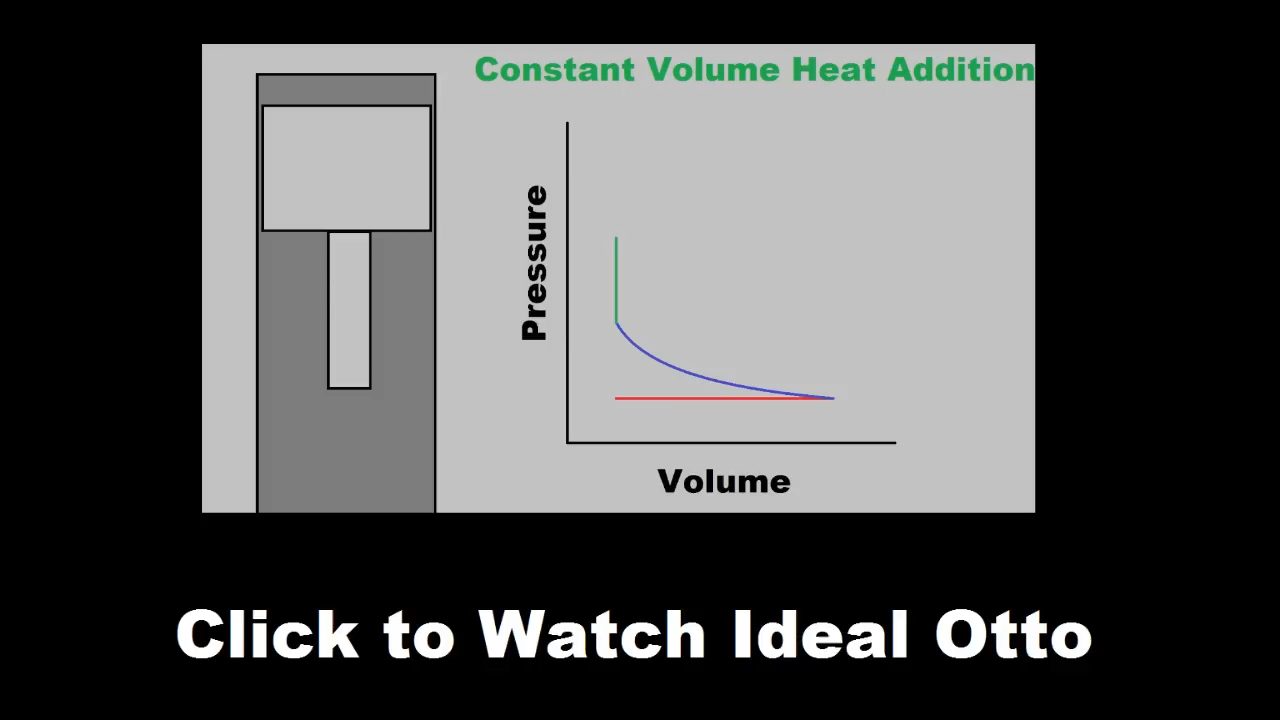 Constant Volume Heat Addition
Pressure
Volume
Click to Watch Ideal Otto